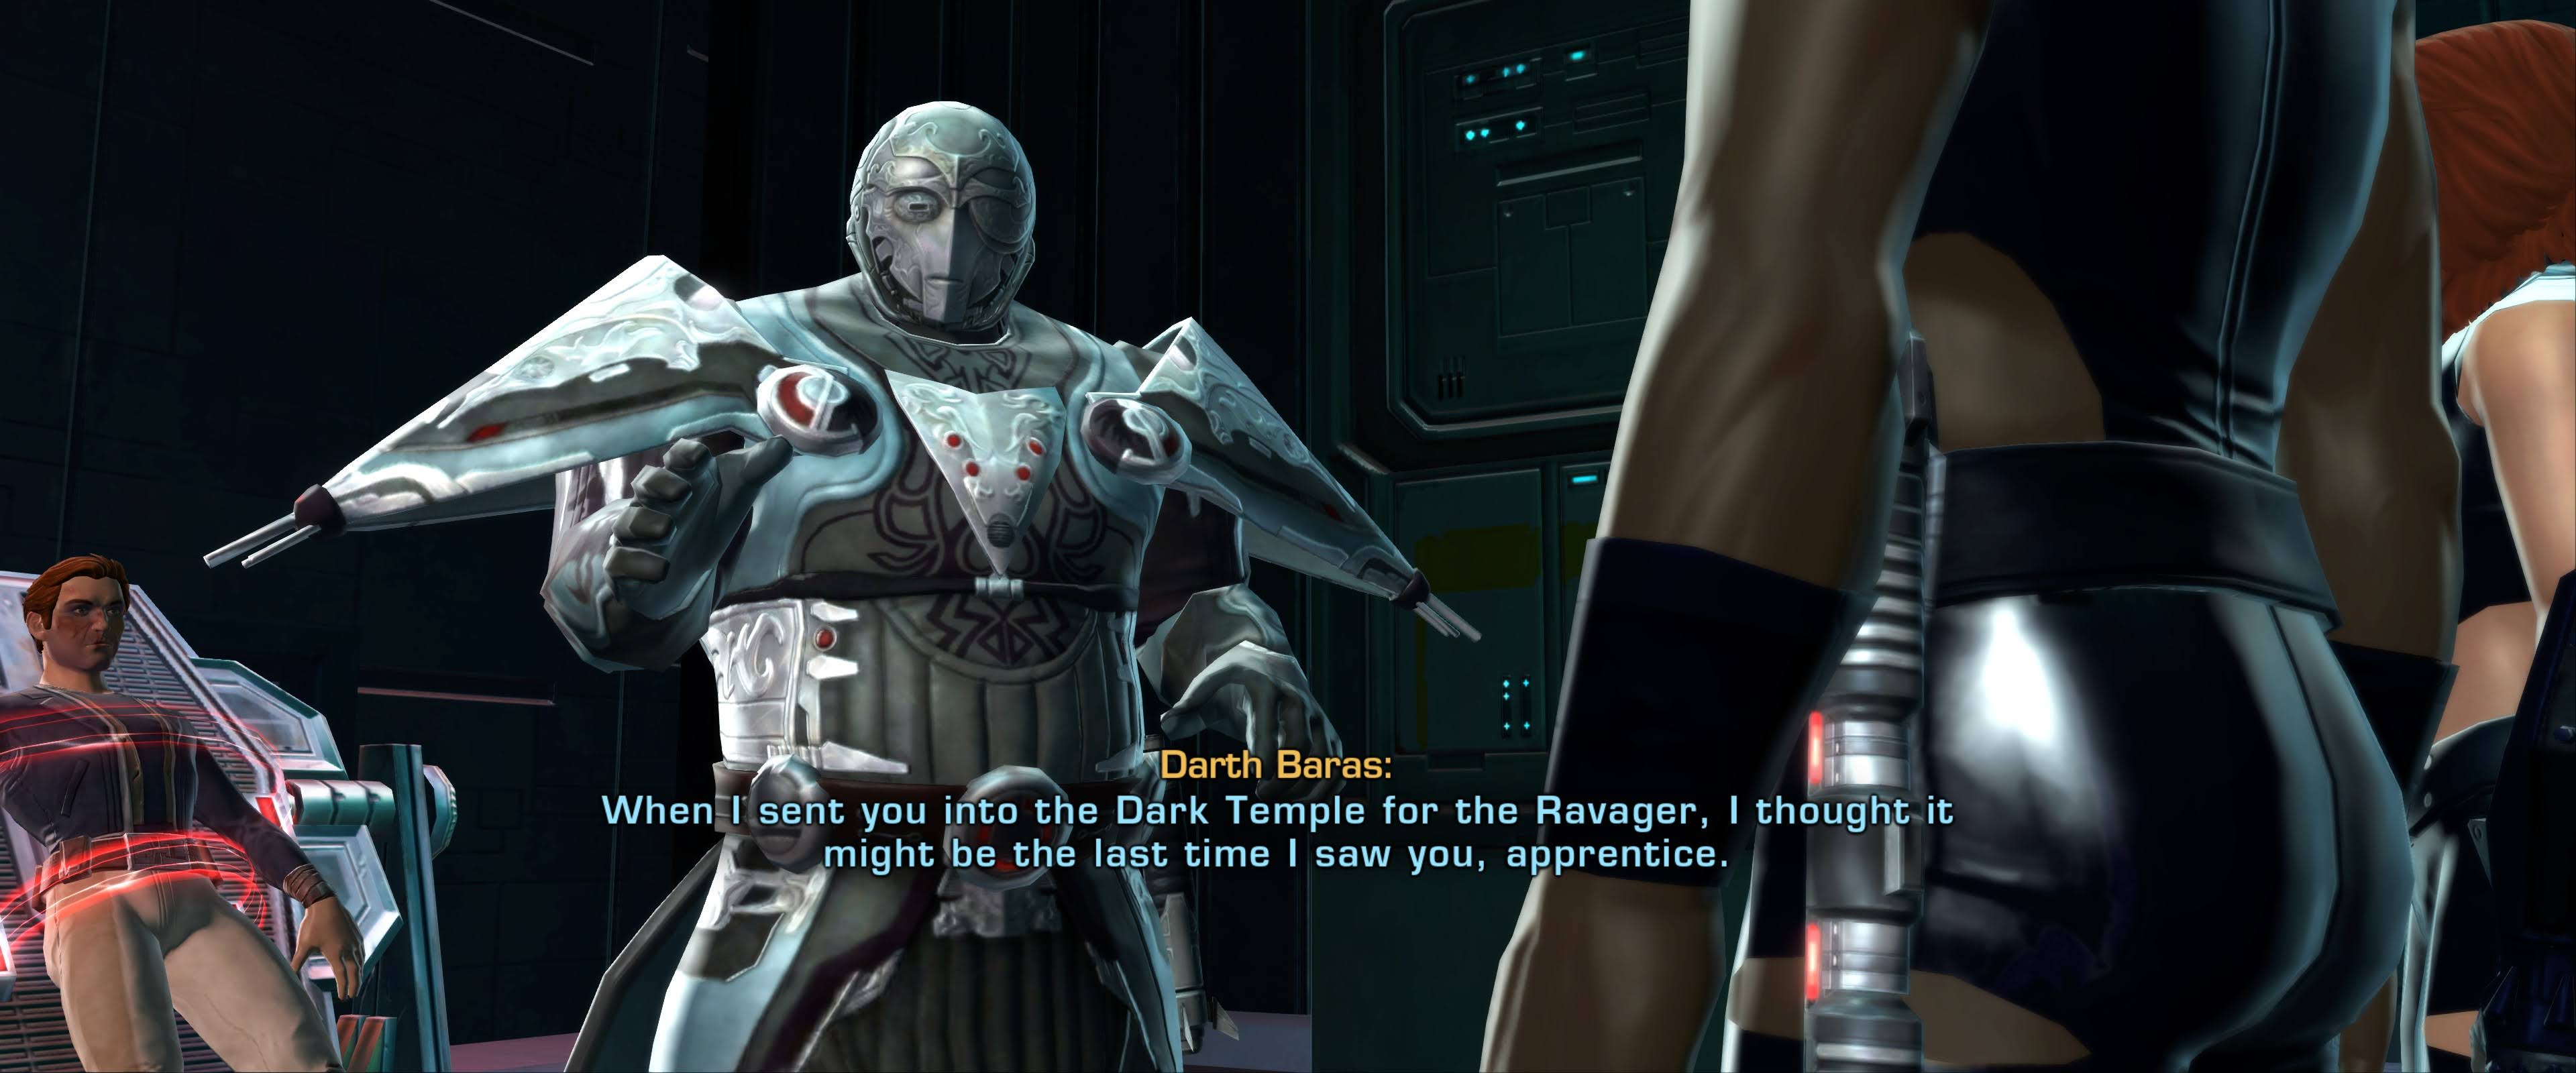 Darth Baras:
When I sent you into the Dark Temple for the Ravager, I thought it
might be the last time I saw you, apprentice.